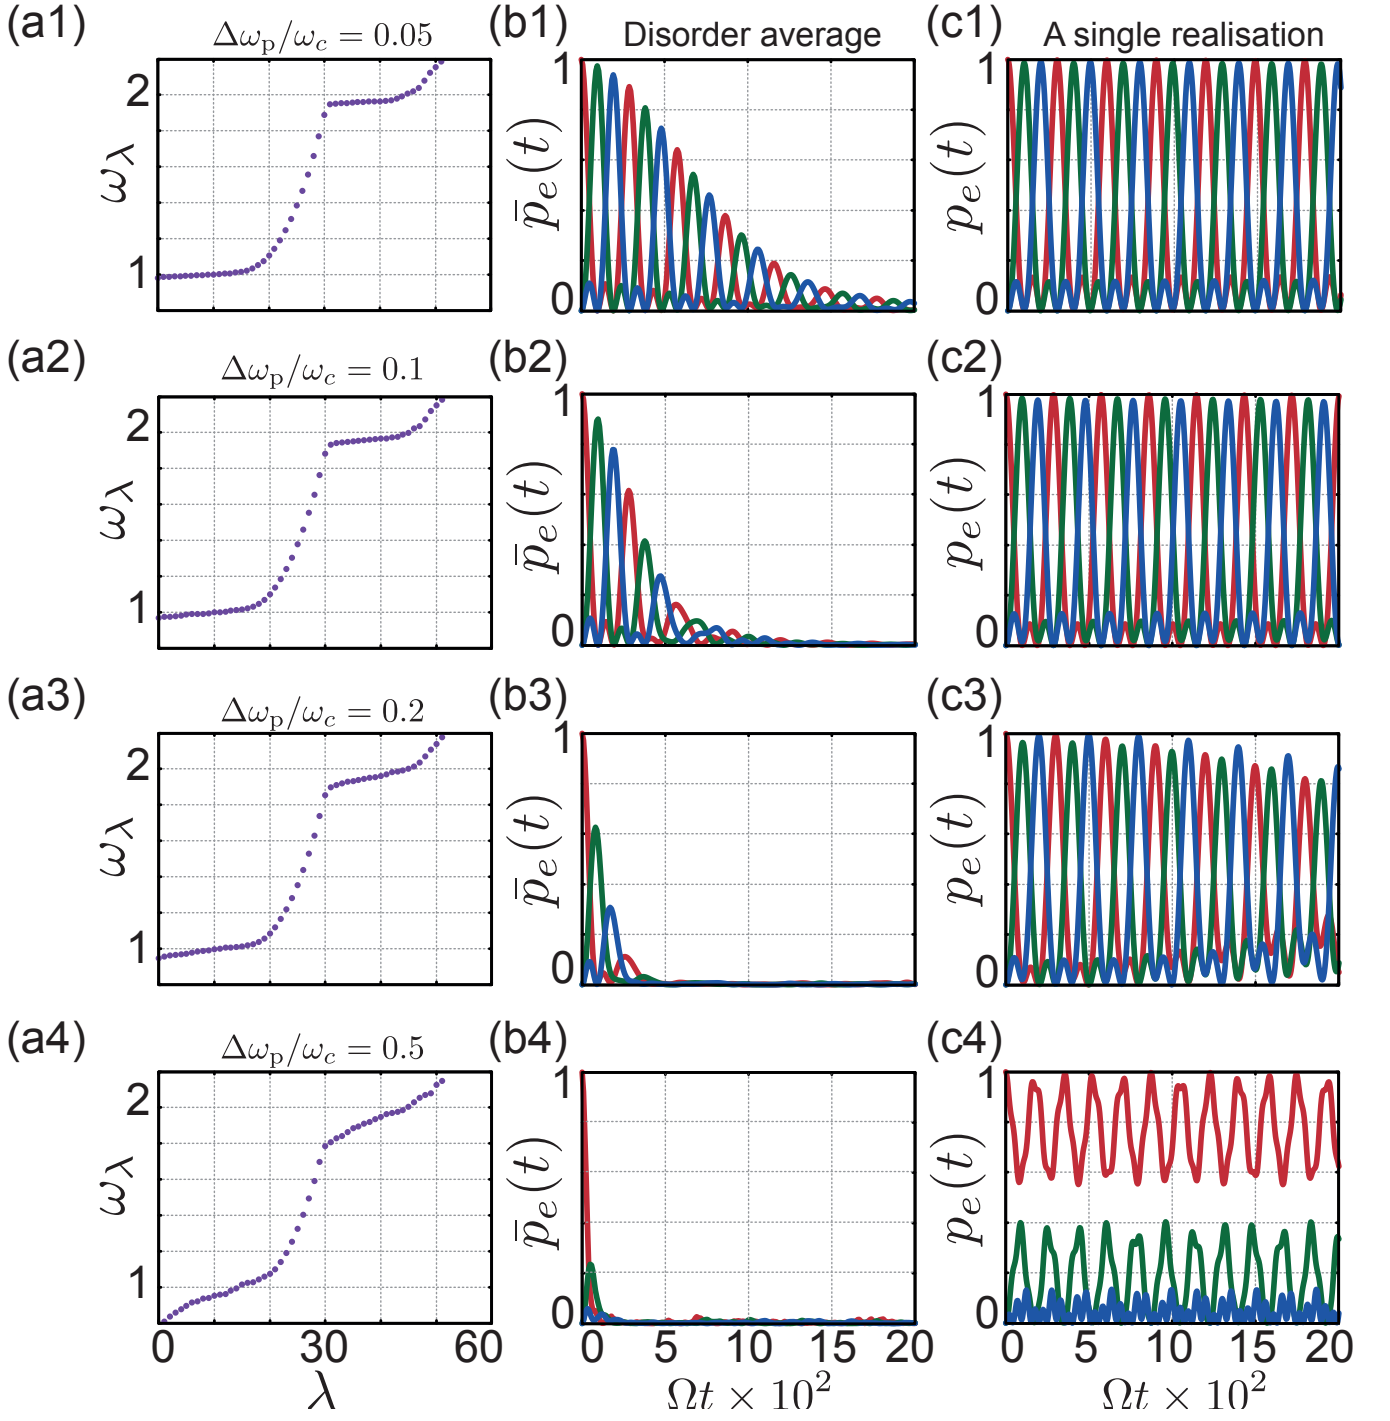 (a1) Δω_p/ω_c = 0.05 (b1) Disorder average (c1) A single realisation
2
1
ω_λ
1
0
p̄_e(t)
1
0
p_e(t)
(a2) Δω_p/ω_c = 0.1 (b2) (c2)
2
1
ω_λ
1
0
p̄_e(t)
1
0
p_e(t)
(a3) Δω_p/ω_c = 0.2 (b3) (c3)
2
1
ω_λ
1
0
p̄_e(t)
1
0
p_e(t)
(a4) Δω_p/ω_c = 0.5 (b4) (c4)
2
1
ω_λ
1
0
p̄_e(t)
1
0
p_e(t)
0 30 60 0 5 10 20 0 5 10 20
λ Ωt × 10² Ωt × 10²